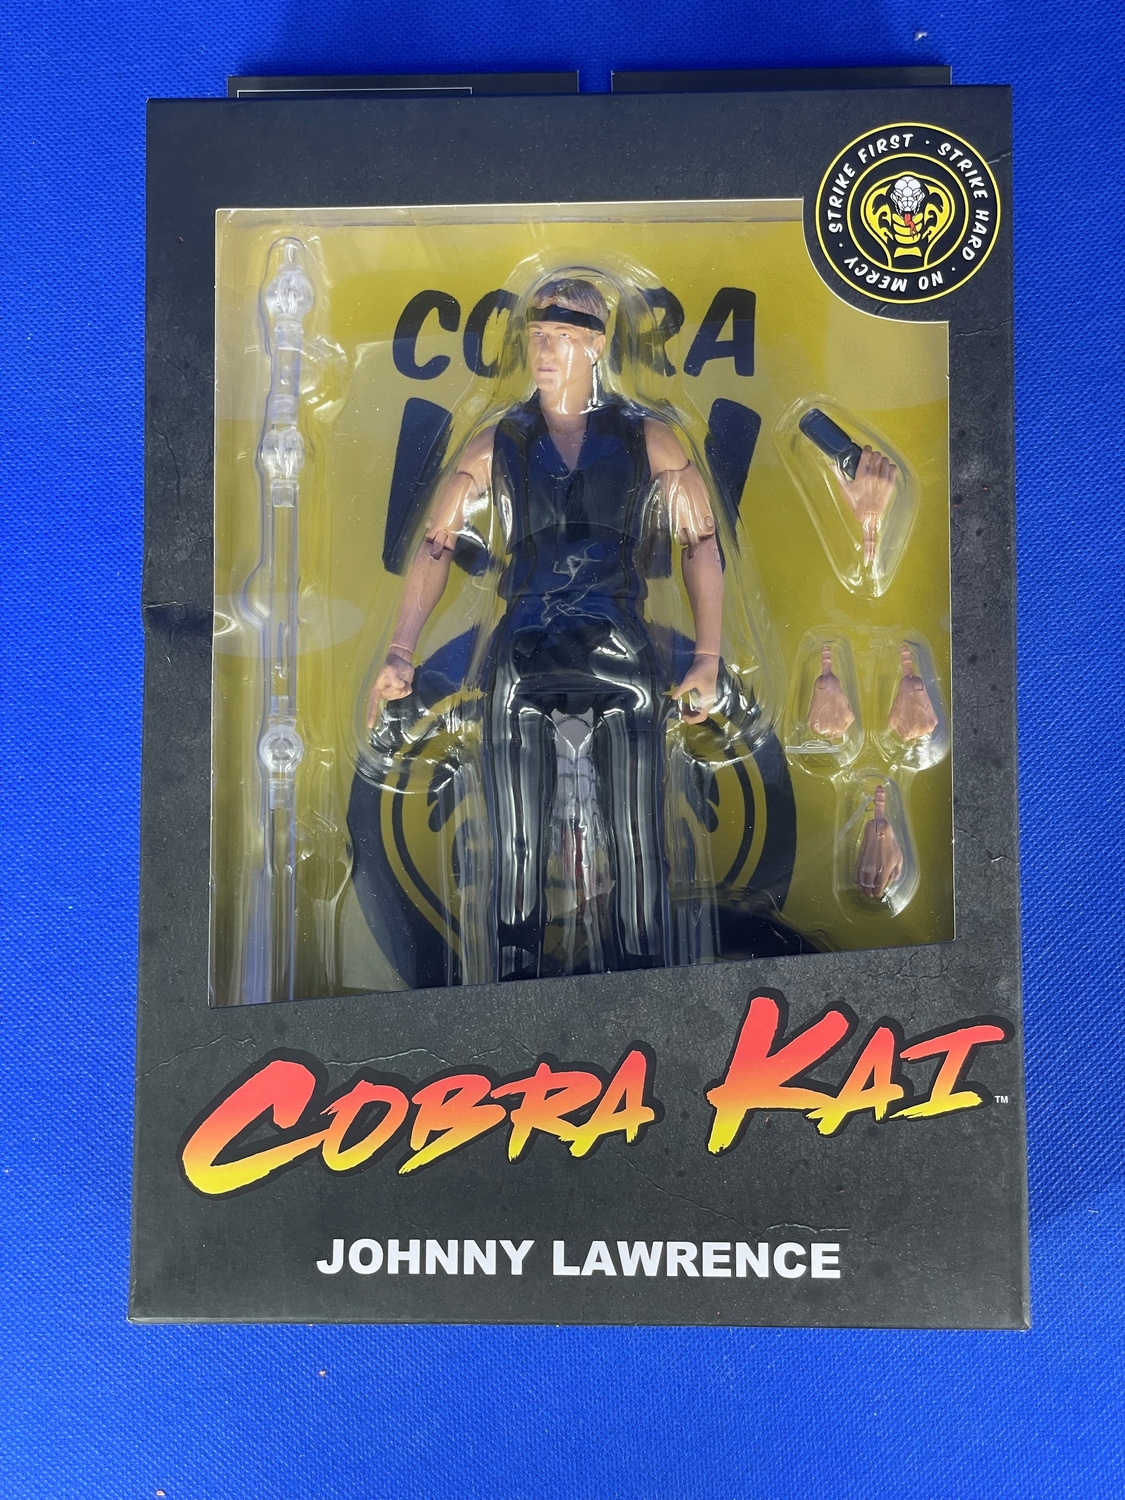 STRIKE FIRST · STRIKE HARD · NO MERCY ·
COBRA
COBRA KAI™
JOHNNY LAWRENCE